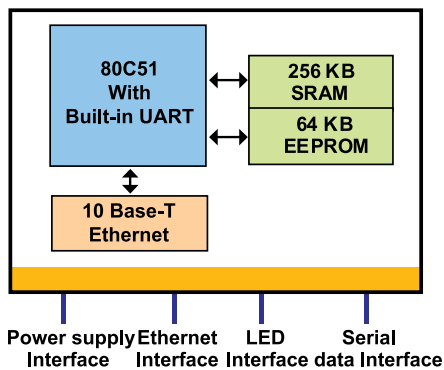 80C51
With
Built-in UART
256 KB
SRAM
64 KB
EEPROM
10 Base-T
Ethernet
Power supply Ethernet LED Serial
Interface Interface Interface data Interface